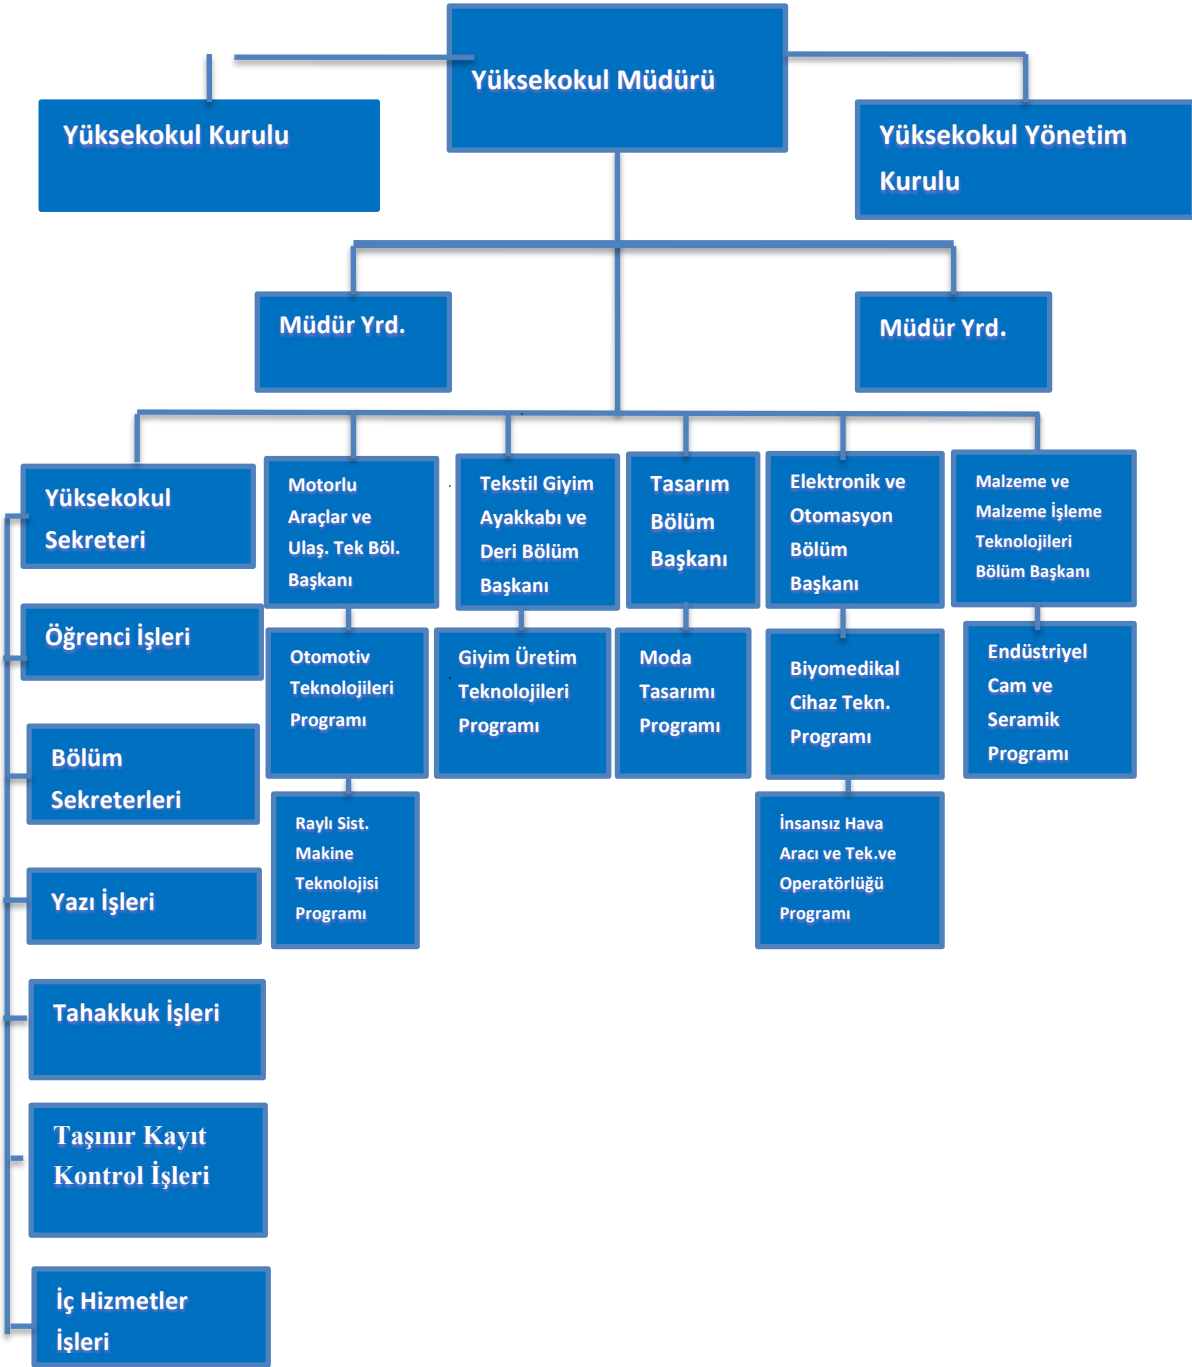 Yüksekokul Müdürü
Yüksekokul Kurulu
Yüksekokul Yönetim
Kurulu
Müdür Yrd.
Müdür Yrd.
Yüksekokul
Sekreteri
Motorlu
Araçlar ve
Ulaş. Tek Böl.
Başkanı
Tekstil Giyim
Ayakkabı ve
Deri Bölüm
Başkanı
Tasarım
Bölüm
Başkanı
Elektronik ve
Otomasyon
Bölüm
Başkanı
Malzeme ve
Malzeme İşleme
Teknolojileri
Bölüm Başkanı
Öğrenci İşleri
Otomotiv
Teknolojileri
Programı
Giyim Üretim
Teknolojileri
Programı
Moda
Tasarımı
Programı
Biyomedikal
Cihaz Tekn.
Programı
Endüstriyel
Cam ve
Seramik
Programı
Bölüm
Sekreterleri
Raylı Sist.
Makine
Teknolojisi
Programı
İnsansız Hava
Aracı ve Tek.ve
Operatörlüğü
Programı
Yazı İşleri
Tahakkuk İşleri
Taşınır Kayıt
Kontrol İşleri
İç Hizmetler
İşleri